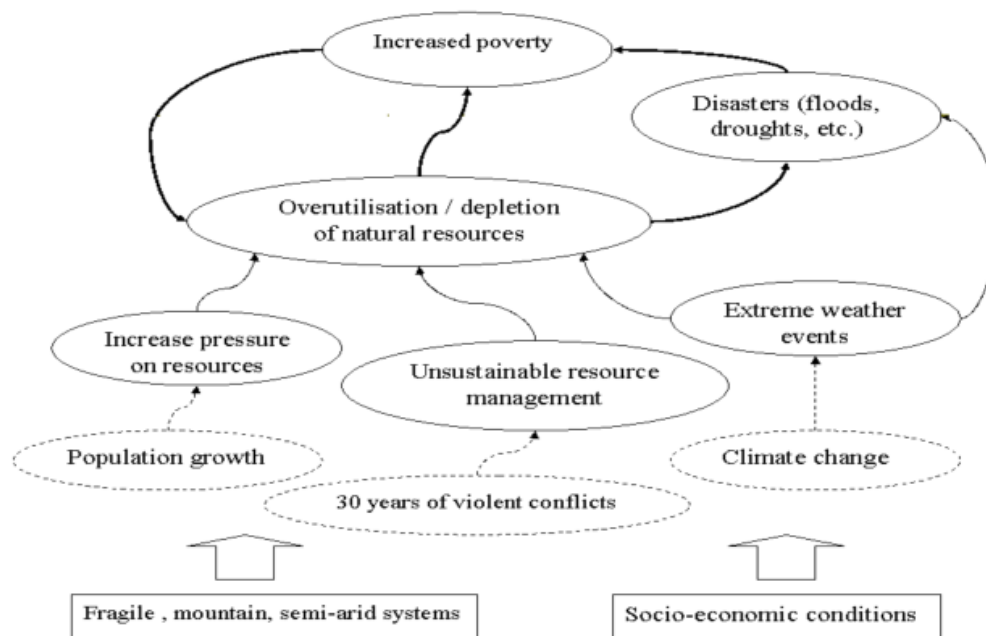 Increased poverty
Disasters (floods,
droughts, etc.)
Overutilisation / depletion
of natural resources
Extreme weather
events
Increase pressure
on resources
Unsustainable resource
management
Population growth
Climate change
30 years of violent conflicts
Fragile , mountain, semi-arid systems
Socio-economic conditions